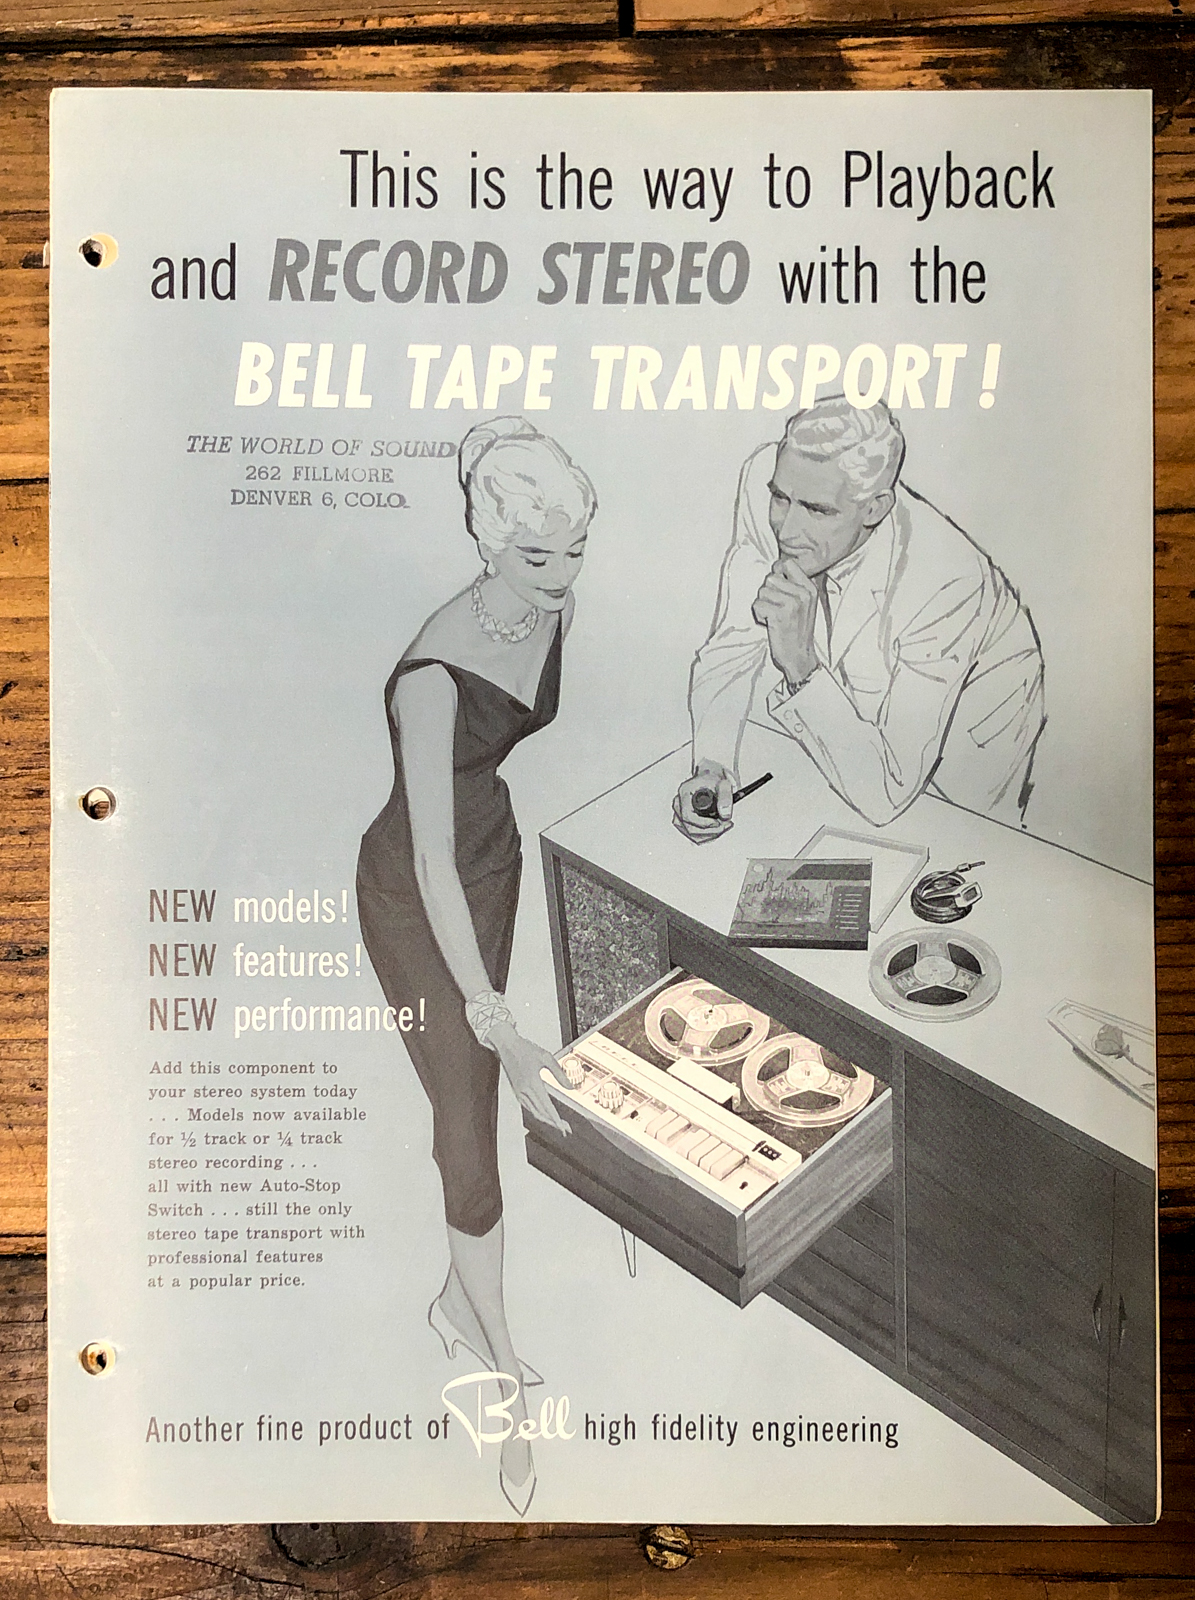 This is the way to Playback
and RECORD STEREO with the
BELL TAPE TRANSPORT!
THE WORLD OF SOUND
262 FILLMORE
DENVER 6, COLO.
NEW models!
NEW features!
NEW performance!
Add this component to
your stereo system today
. . . Models now available
for ½ track or ¼ track
stereo recording . . .
all with new Auto-Stop
Switch . . . still the only
stereo tape transport with
professional features
at a popular price.
BELL
Another fine product of Bell high fidelity engineering